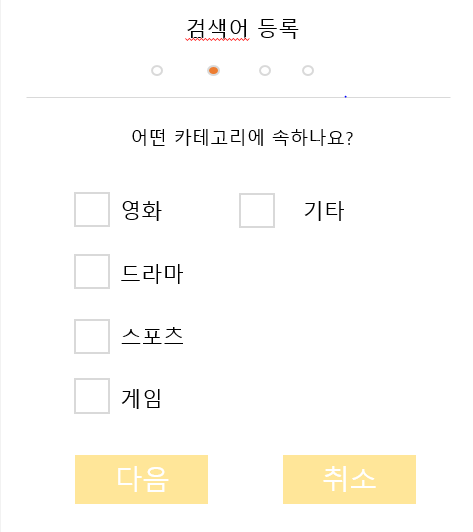 검색어 등록
어떤 카테고리에 속하나요?
영화 기타
드라마
스포츠
게임
다음 취소